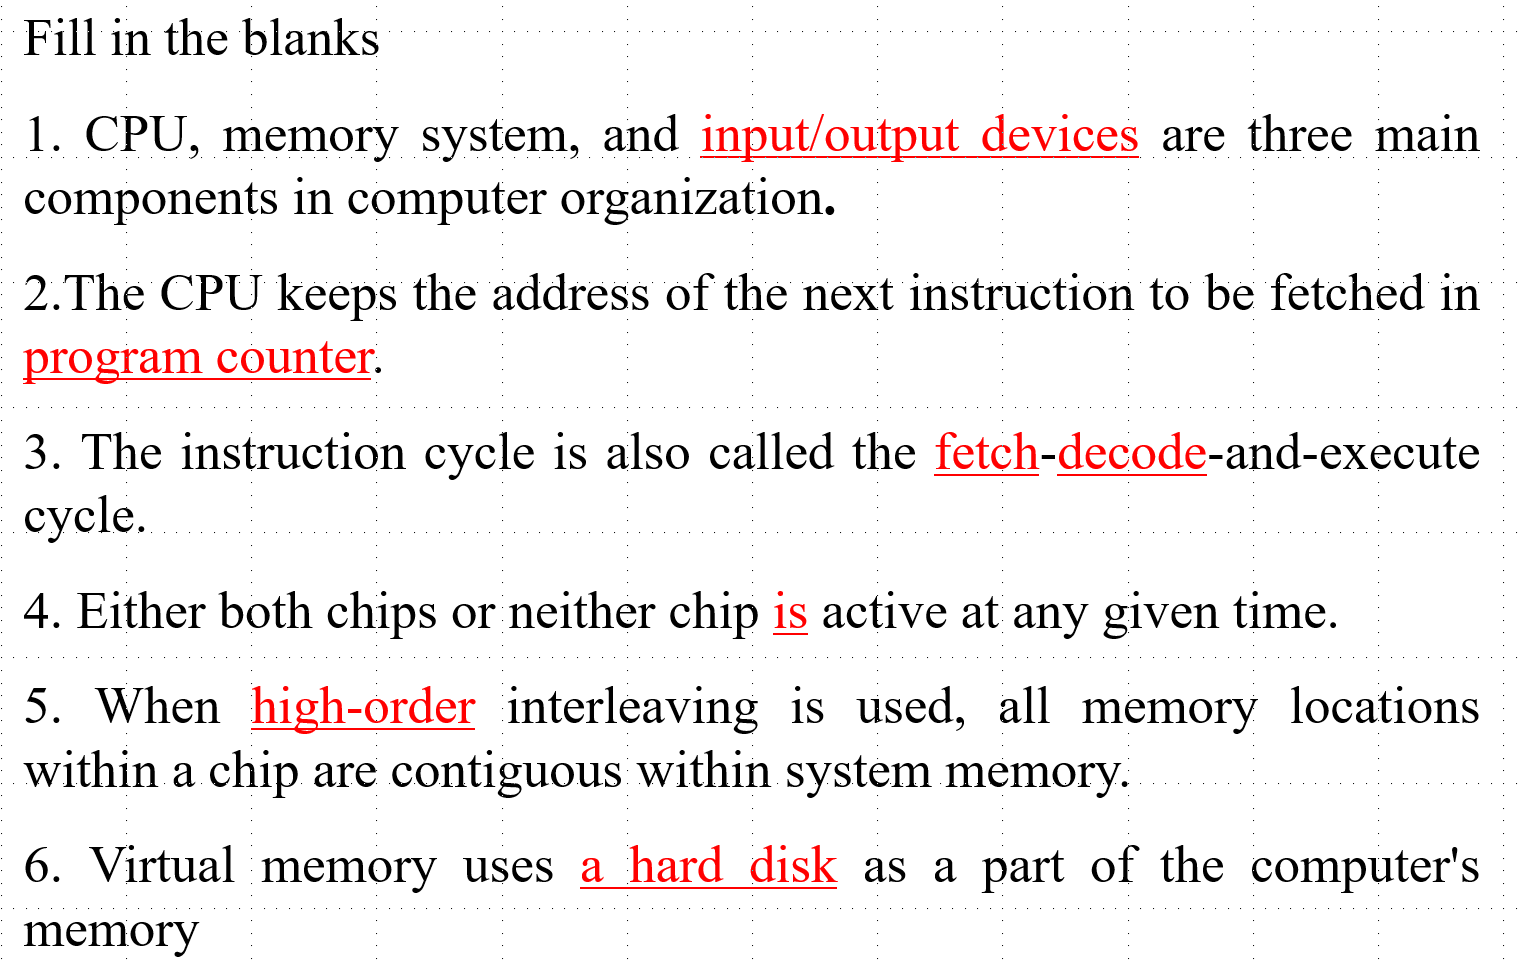 Fill in the blanks
1. CPU, memory system, and input/output devices are three main
components in computer organization.
2.The CPU keeps the address of the next instruction to be fetched in
program counter.
3. The instruction cycle is also called the fetch-decode-and-execute
cycle.
4. Either both chips or neither chip is active at any given time.
5. When high-order interleaving is used, all memory locations
within a chip are contiguous within system memory.
6. Virtual memory uses a hard disk as a part of the computer's
memory